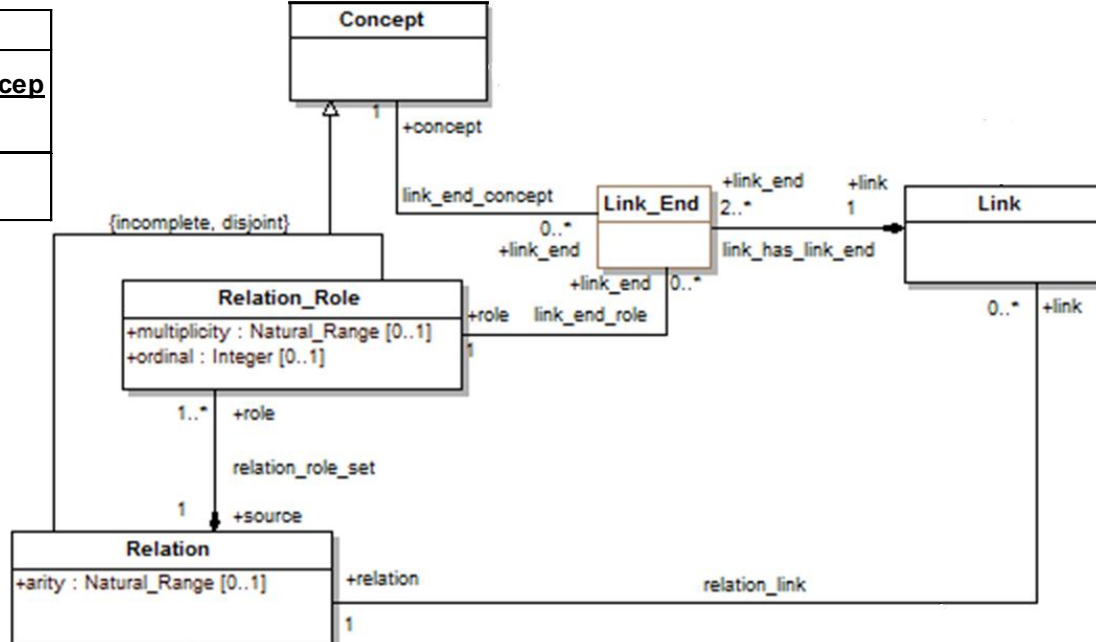 Concept
cep
1
+concept
link_end_concept
0..*
+link_end
{incomplete, disjoint}
Link_End
+link_end
2..*
+link
1
link_has_link_end
Link
+link_end
0..*
+role
link_end_role
1
0..*
+link
Relation_Role
+multiplicity : Natural_Range [0..1]
+ordinal : Integer [0..1]
1..*
+role
relation_role_set
1
+source
Relation
+arity : Natural_Range [0..1]
+relation
relation_link
1